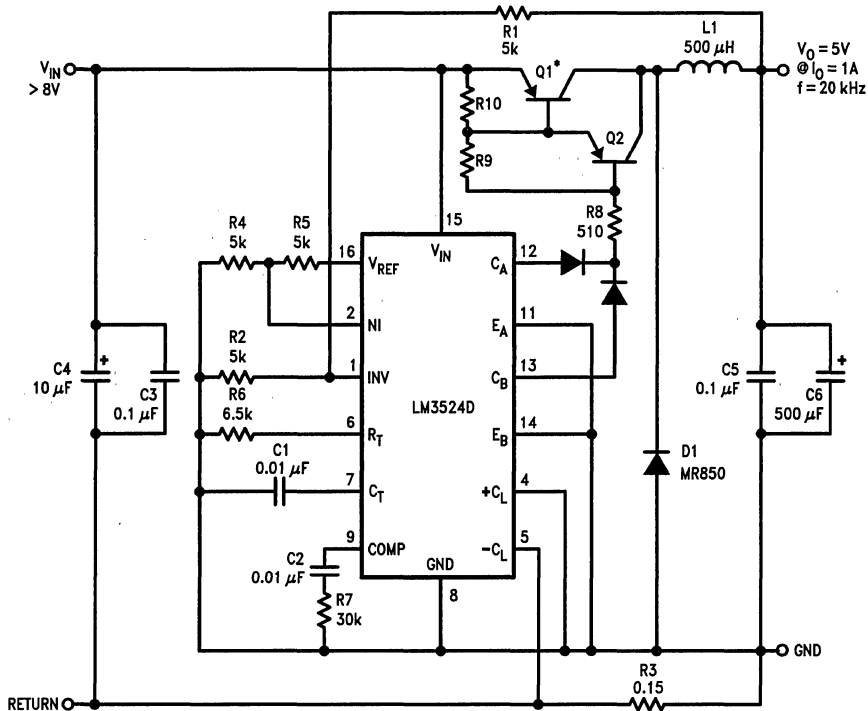 R1
5k
L1
500 μH
V_IN
> 8V
Q1*
V_O = 5V
@ I_O = 1A
f = 20 kHz
R10
Q2
R9
R8
510
15
R4
5k
R5
5k
16
V_REF
V_IN
C_A
12
2
NI
E_A
11
R2
5k
1
INV
C_B
13
C4
10 μF
+
C3
0.1 μF
C5
0.1 μF
+
C6
500 μF
R6
6.5k
LM3524D
6
R_T
E_B
14
C1
0.01 μF
7
C_T
+C_L
4
D1
MR850
9
COMP
-C_L
5
C2
0.01 μF
GND
8
R7
30k
GND
R3
0.15
RETURN